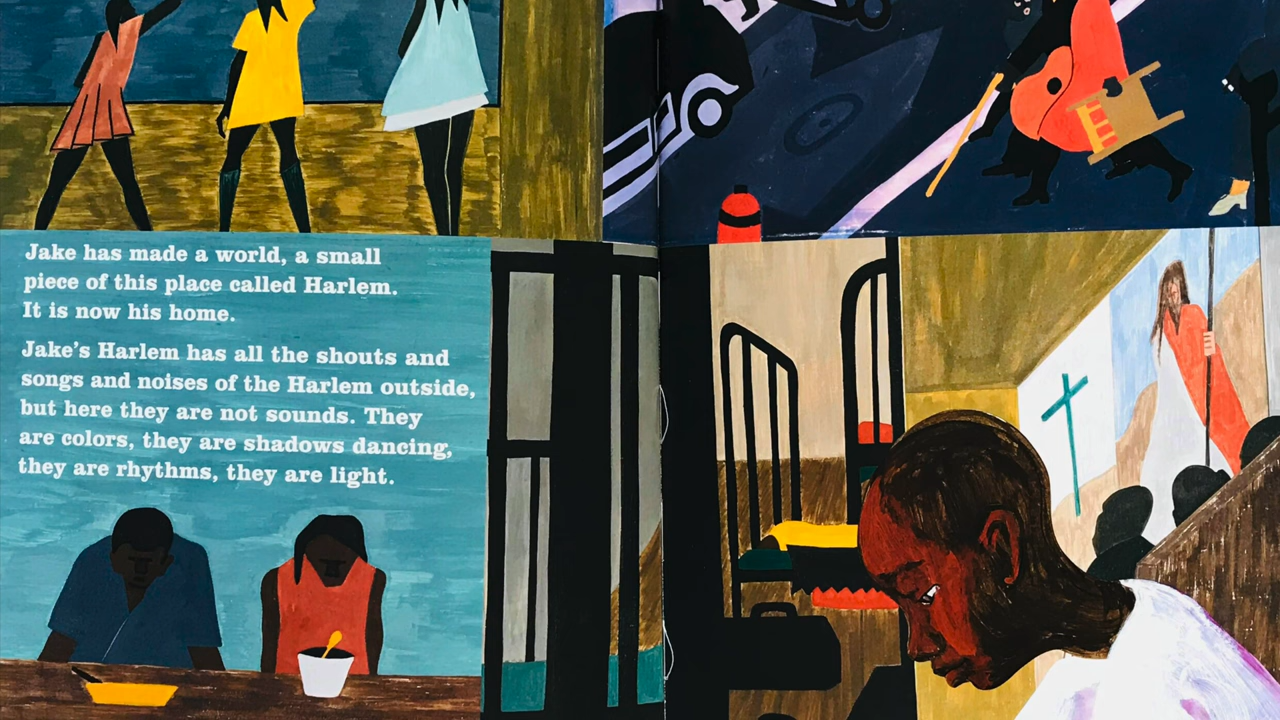 Jake has made a world, a small
piece of this place called Harlem.
It is now his home.
Jake's Harlem has all the shouts and
songs and noises of the Harlem outside,
but here they are not sounds. They
are colors, they are shadows dancing,
they are rhythms, they are light.